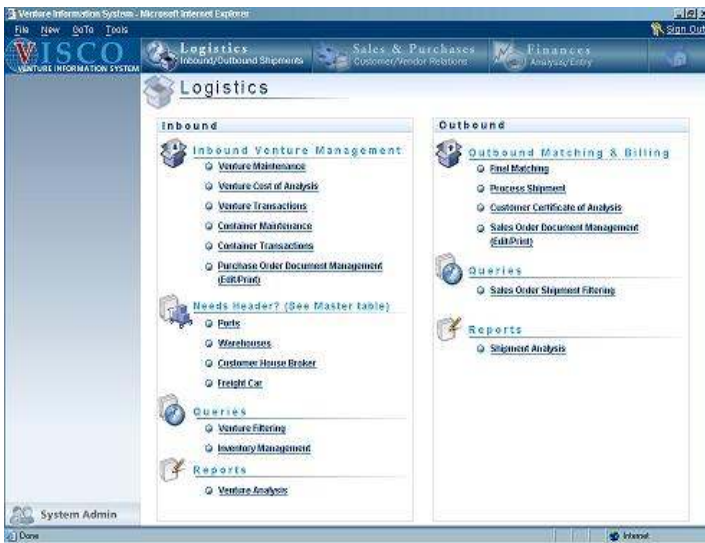 Venture Information System - Microsoft Internet Explorer
File New GoTo Tools
Sign Out
VISCO
VENTURE INFORMATION SYSTEM
Logistics
Inbound/Outbound Shipments
Sales & Purchases
Customer/Vendor Relations
Finances
Analysis/Entry
Logistics
Inbound
Inbound Venture Management
Venture Maintenance
Venture Cost of Analysis
Venture Transactions
Container Maintenance
Container Transactions
Purchase Order Document Management
(Edit/Print)
Needs Header? (See Master table)
Ports
Warehouses
Customer House Broker
Freight Car
Queries
Venture Filtering
Inventory Management
Reports
Venture Analysis
Outbound
Outbound Matching & Billing
Final Matching
Process Shipment
Customer Certificate of Analysis
Sales Order Document Management
(Edit/Print)
Queries
Sales Order Shipment Filtering
Reports
Shipment Analysis
System Admin
Done
Internet